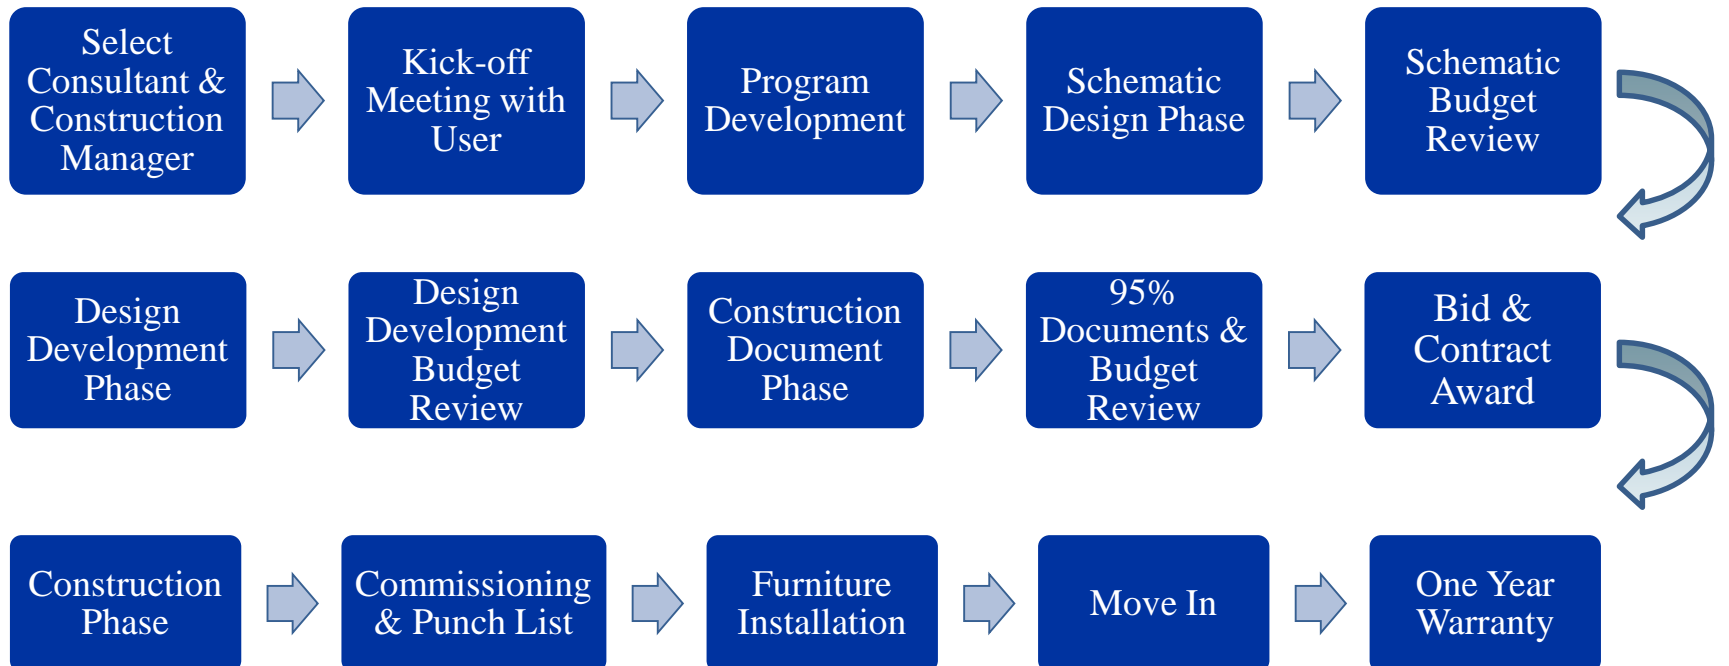 Select
Consultant &
Construction
Manager
Kick-off
Meeting with
User
Program
Development
Schematic
Design Phase
Schematic
Budget
Review
Design
Development
Phase
Design
Development
Budget
Review
Construction
Document
Phase
95%
Documents &
Budget
Review
Bid &
Contract
Award
Construction
Phase
Commissioning
& Punch List
Furniture
Installation
Move In
One Year
Warranty